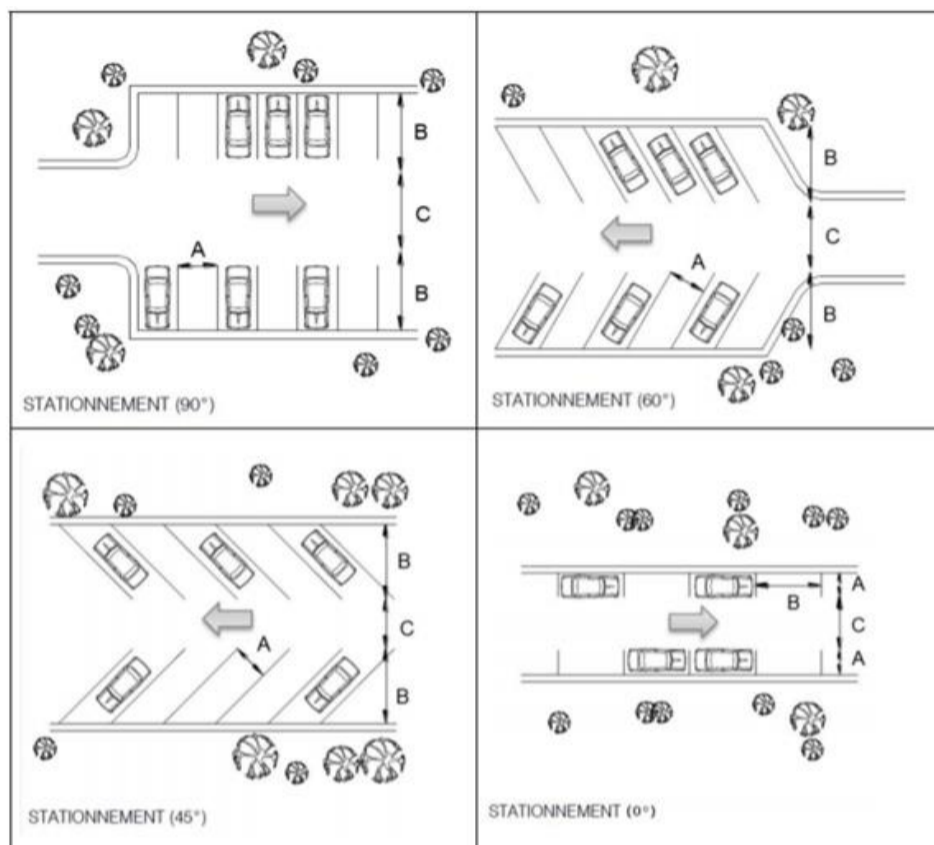 B
C
A
B
STATIONNEMENT (90°)
B
C
A
B
STATIONNEMENT (60°)
B
C
A
B
STATIONNEMENT (45°)
A
B
C
A
STATIONNEMENT (0°)